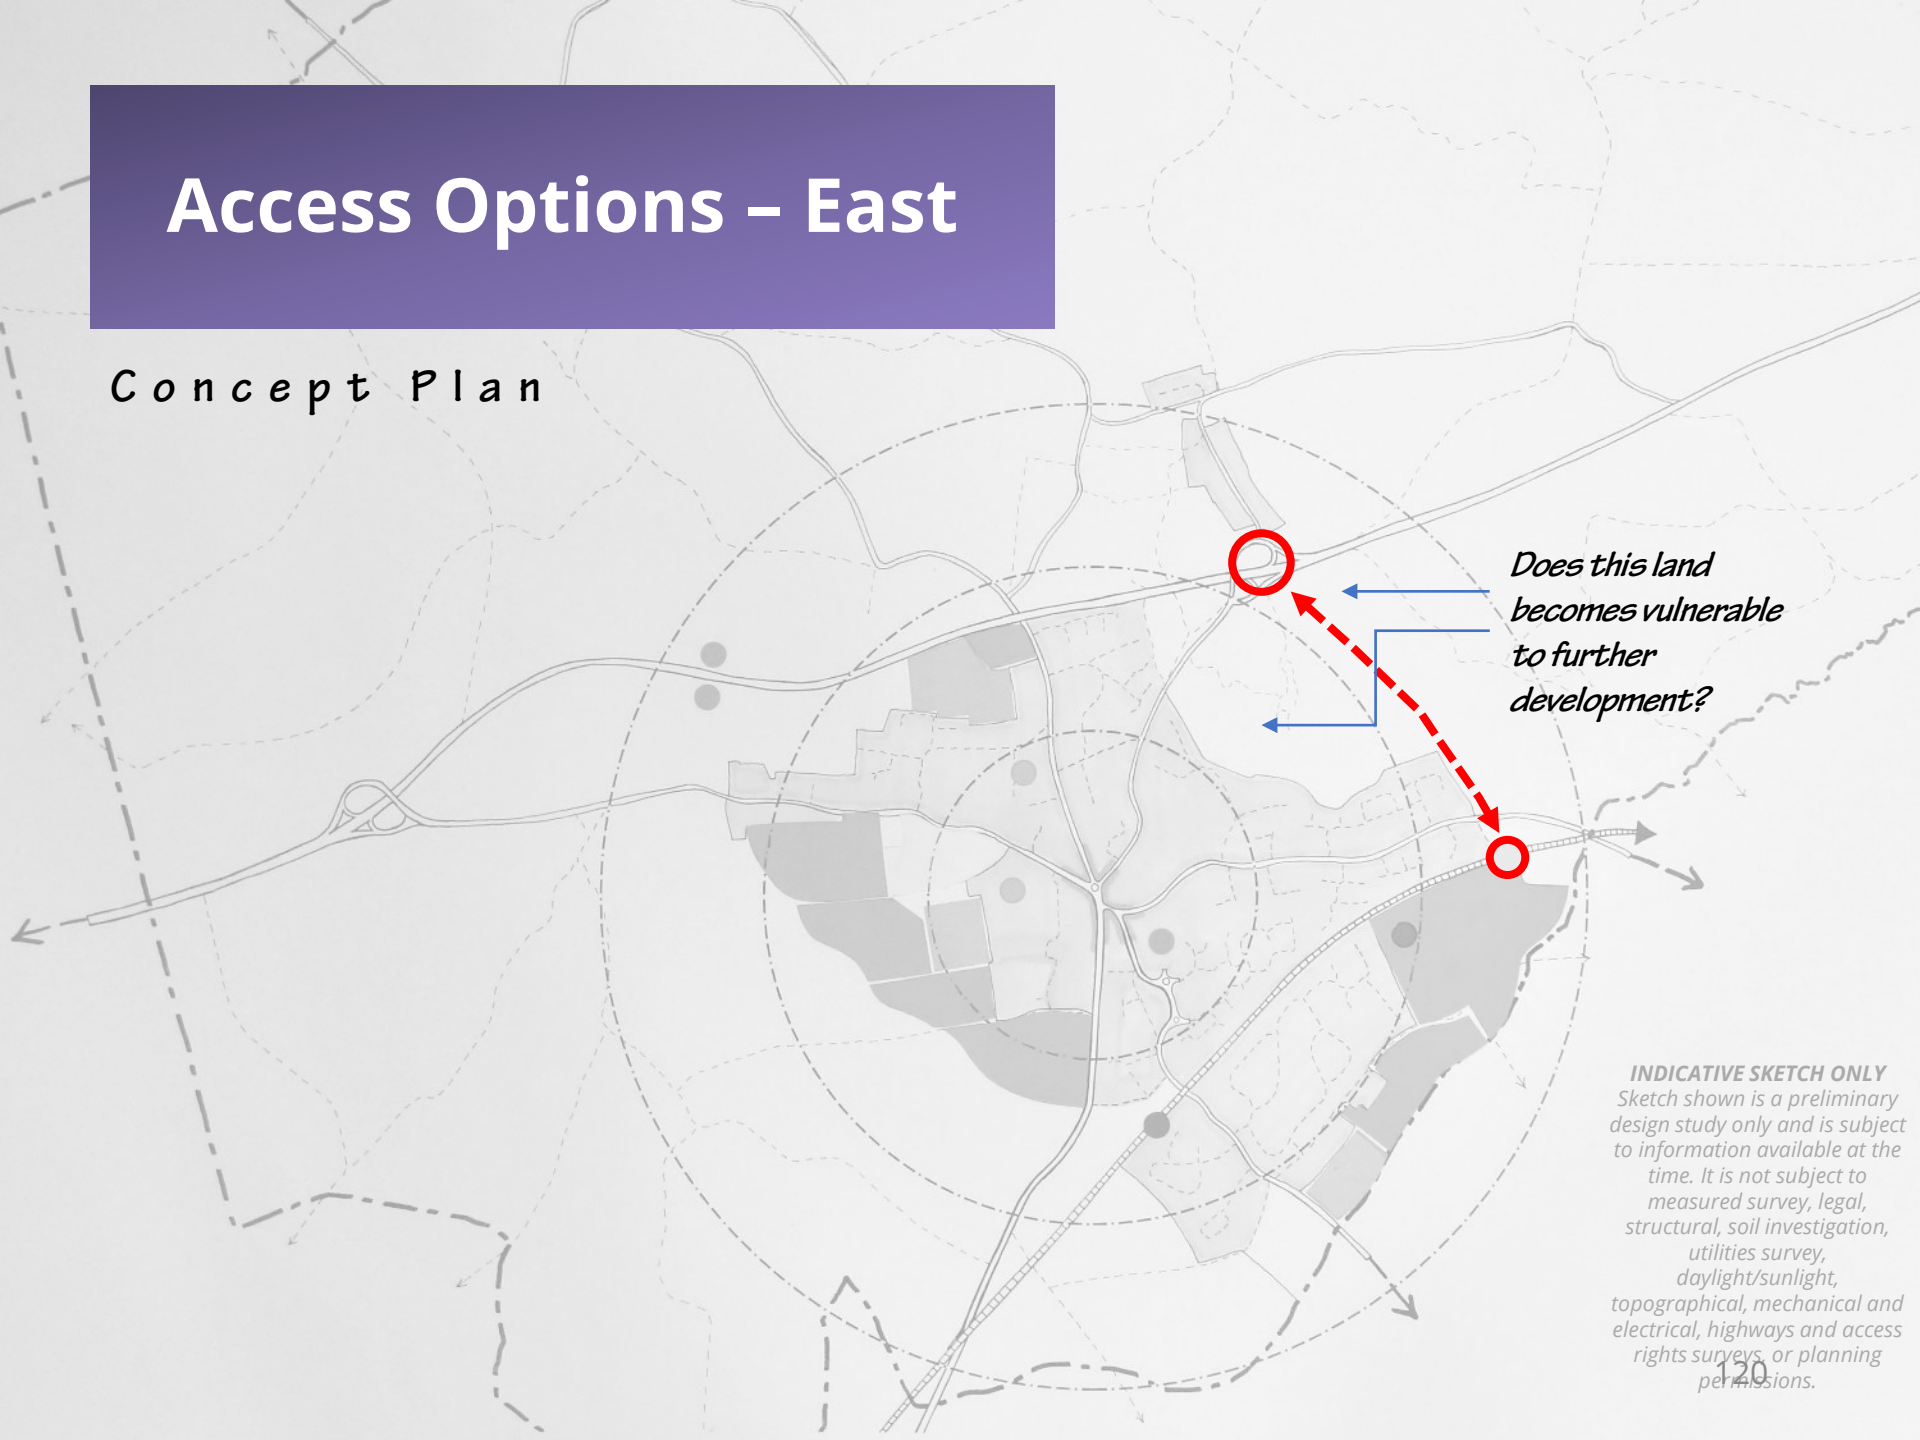 Access Options – East
Concept Plan
Does this land
becomes vulnerable
to further
development?
INDICATIVE SKETCH ONLY
Sketch shown is a preliminary
design study only and is subject
to information available at the
time. It is not subject to
measured survey, legal,
structural, soil investigation,
utilities survey,
daylight/sunlight,
topographical, mechanical and
electrical, highways and access
rights surveys, or planning
permissions.
120